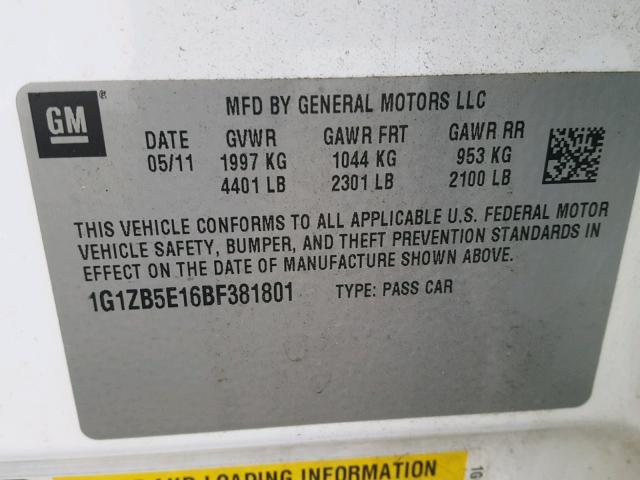 GM®
MFD BY GENERAL MOTORS LLC
DATE GVWR GAWR FRT GAWR RR
05/11 1997 KG 1044 KG 953 KG
4401 LB 2301 LB 2100 LB
THIS VEHICLE CONFORMS TO ALL APPLICABLE U.S. FEDERAL MOTOR
VEHICLE SAFETY, BUMPER, AND THEFT PREVENTION STANDARDS IN
EFFECT ON THE DATE OF MANUFACTURE SHOWN ABOVE.
1G1ZB5E16BF381801 TYPE: PASS CAR
AND LOADING INFORMATION
1G